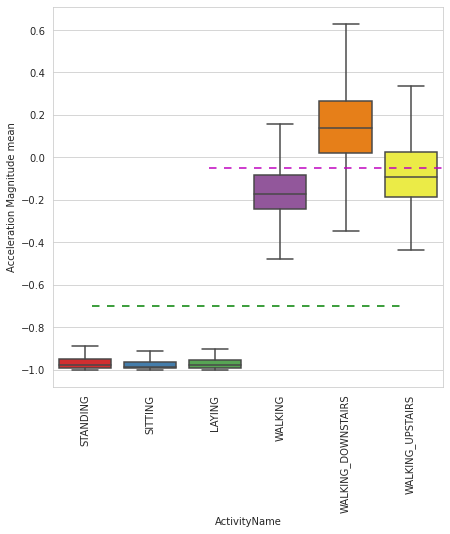 Acceleration Magnitude mean
0.6
0.4
0.2
0.0
−0.2
−0.4
−0.6
−0.8
−1.0
STANDING
SITTING
LAYING
WALKING
WALKING_DOWNSTAIRS
WALKING_UPSTAIRS
ActivityName